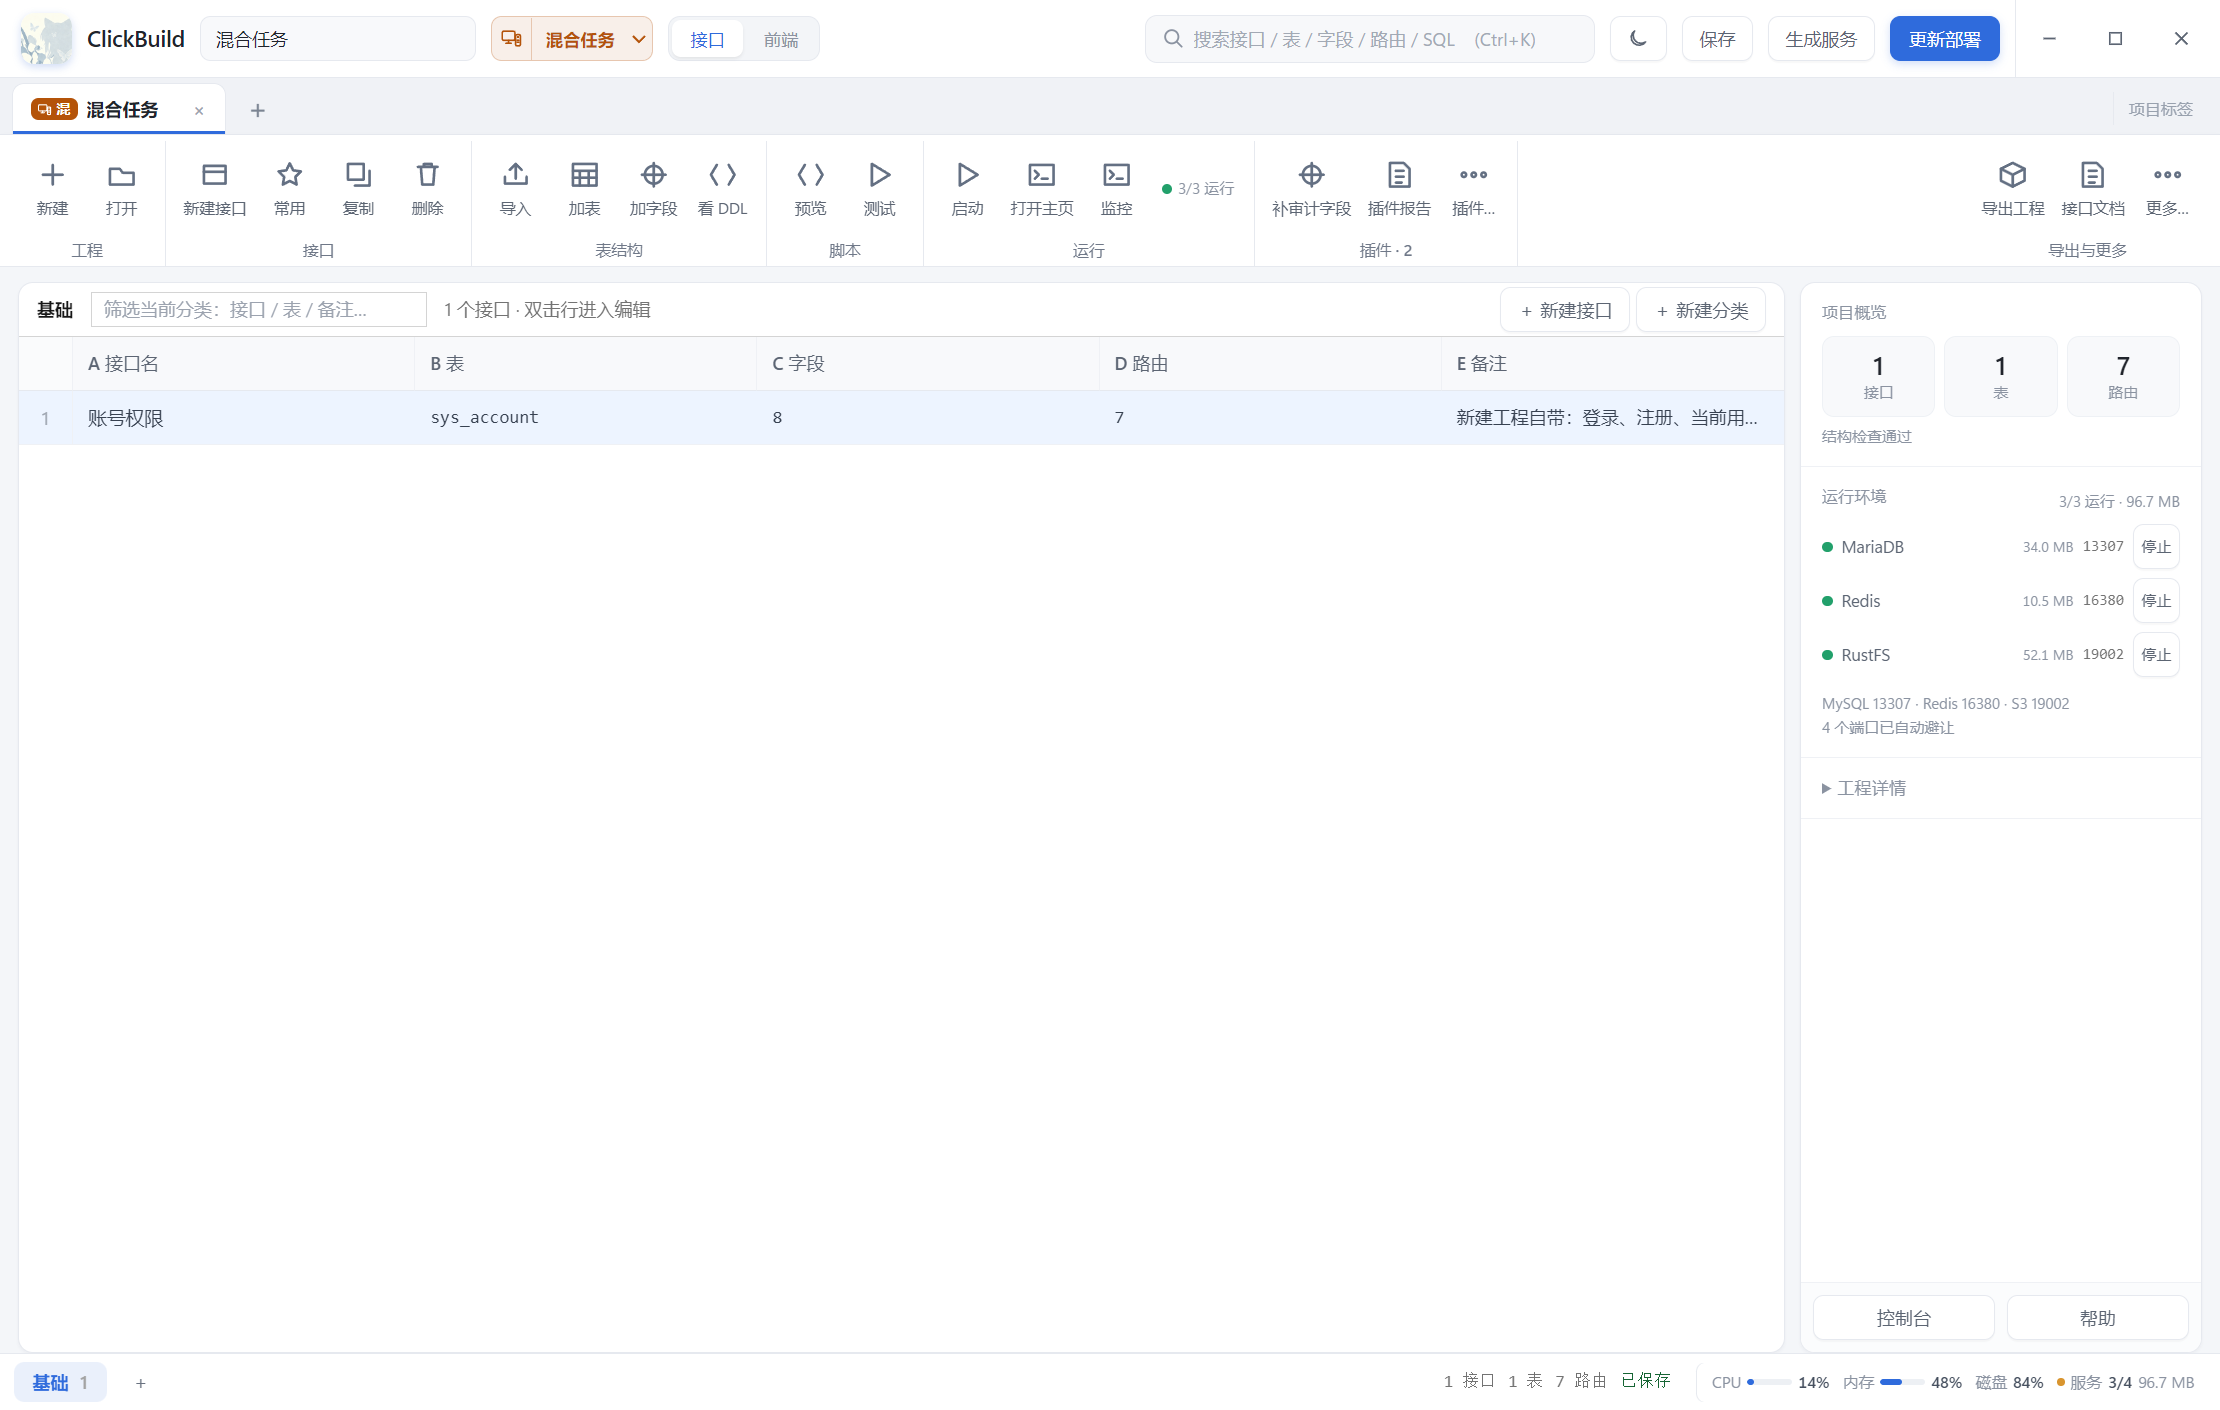 ClickBuild 混合任务 混合任务 接口 前端 搜索接口 / 表 / 字段 / 路由 / SQL (Ctrl+K) 保存 生成服务 更新部署
混 混合任务 × + 项目标签
新建 打开 新建接口 常用 复制 删除 导入 加表 加字段 看 DDL 预览 测试 启动 打开主页 监控 3/3 运行 补审计字段 插件报告 插件... 导出工程 接口文档 更多...
工程 接口 表结构 脚本 运行 插件 · 2 导出与更多
基础 筛选当前分类：接口 / 表 / 备注... 1 个接口 · 双击行进入编辑 + 新建接口 + 新建分类
A 接口名 B 表 C 字段 D 路由 E 备注
1 账号权限 sys_account 8 7 新建工程自带：登录、注册、当前用...
项目概览
1 1 7
接口 表 路由
结构检查通过
运行环境 3/3 运行 · 96.7 MB
MariaDB 34.0 MB 13307 停止
Redis 10.5 MB 16380 停止
RustFS 52.1 MB 19002 停止
MySQL 13307 · Redis 16380 · S3 19002
4 个端口已自动避让
工程详情
控制台 帮助
基础 1 + 1 接口 1 表 7 路由 已保存 CPU 14% 内存 48% 磁盘 84% 服务 3/4 96.7 MB